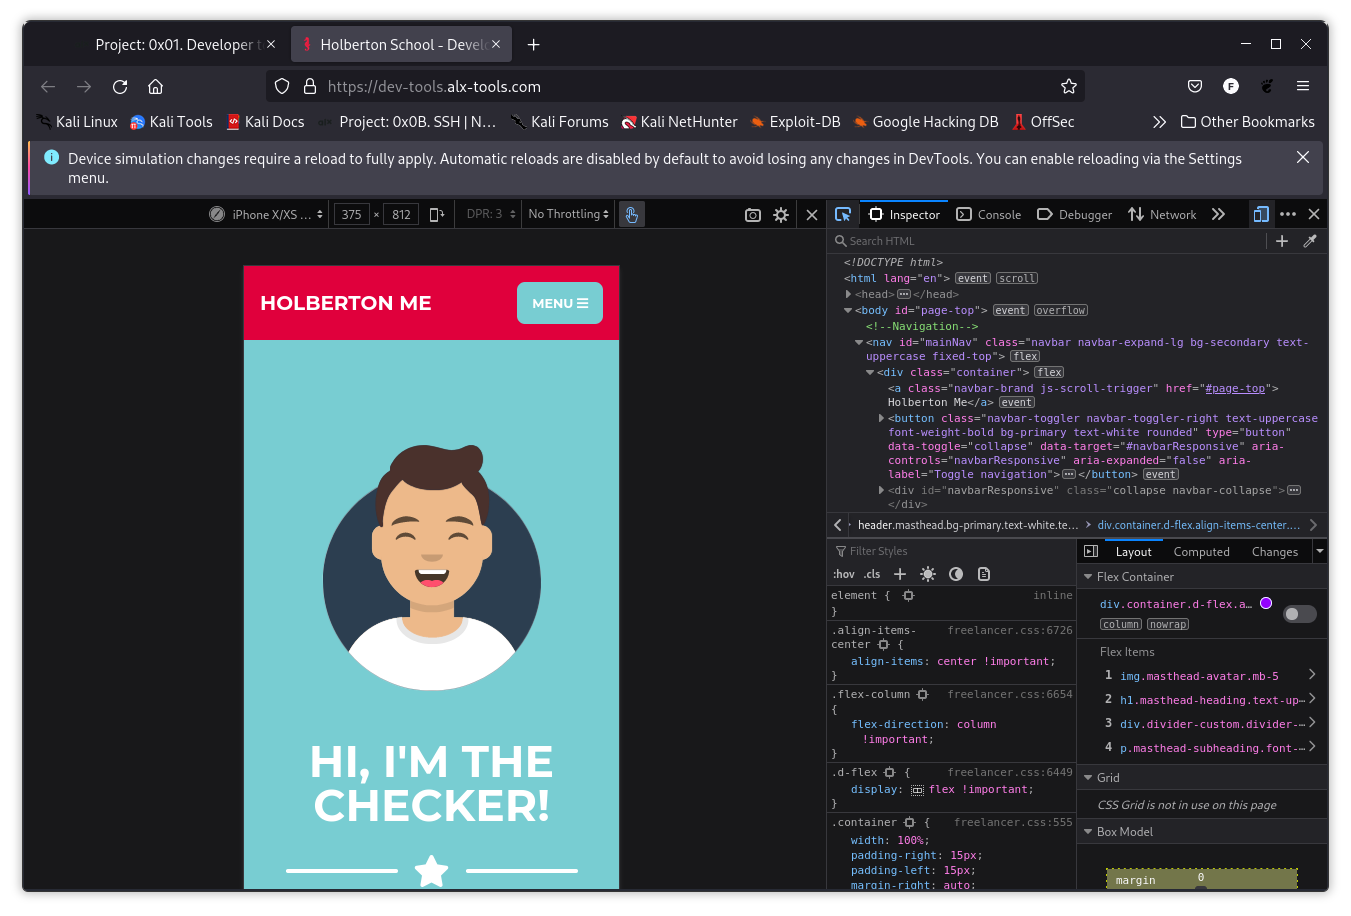 Project: 0x01. Developer t
Holberton School - Devel
https://dev-tools.alx-tools.com
F
Kali Linux
Kali Tools
Kali Docs
Project: 0x0B. SSH | N…
Kali Forums
Kali NetHunter
Exploit-DB
Google Hacking DB
OffSec
Other Bookmarks
Device simulation changes require a reload to fully apply. Automatic reloads are disabled by default to avoid losing any changes in DevTools. You can enable reloading via the Settings
menu.
iPhone X/XS ...
375 × 812
DPR: 3
No Throttling
Inspector
Console
Debugger
Network
Search HTML
HOLBERTON ME
MENU
HI, I'M THE
CHECKER!
<!DOCTYPE html>
<html lang="en"> event scroll
<head>⋯</head>
<body id="page-top"> event overflow
<!--Navigation-->
<nav id="mainNav" class="navbar navbar-expand-lg bg-secondary text-
uppercase fixed-top"> flex
<div class="container"> flex
<a class="navbar-brand js-scroll-trigger" href="#page-top">
Holberton Me</a> event
<button class="navbar-toggler navbar-toggler-right text-uppercase
font-weight-bold bg-primary text-white rounded" type="button"
data-toggle="collapse" data-target="#navbarResponsive" aria-
controls="navbarResponsive" aria-expanded="false" aria-
label="Toggle navigation">⋯</button> event
<div id="navbarResponsive" class="collapse navbar-collapse">⋯
</div>
header.masthead.bg-primary.text-white.te…
div.container.d-flex.align-items-center.…
Filter Styles
:hov .cls
element { inline
}
.align-items- freelancer.css:6726
center {
align-items: center !important;
}
.flex-column freelancer.css:6654
{
flex-direction: column
!important;
}
.d-flex { freelancer.css:6449
display: flex !important;
}
.container { freelancer.css:555
width: 100%;
padding-right: 15px;
padding-left: 15px;
margin-right: auto;
Layout
Computed
Changes
Flex Container
div.container.d-flex.a…
column nowrap
Flex Items
1 img.masthead-avatar.mb-5
2 h1.masthead-heading.text-up…
3 div.divider-custom.divider-…
4 p.masthead-subheading.font-…
Grid
CSS Grid is not in use on this page
Box Model
margin 0